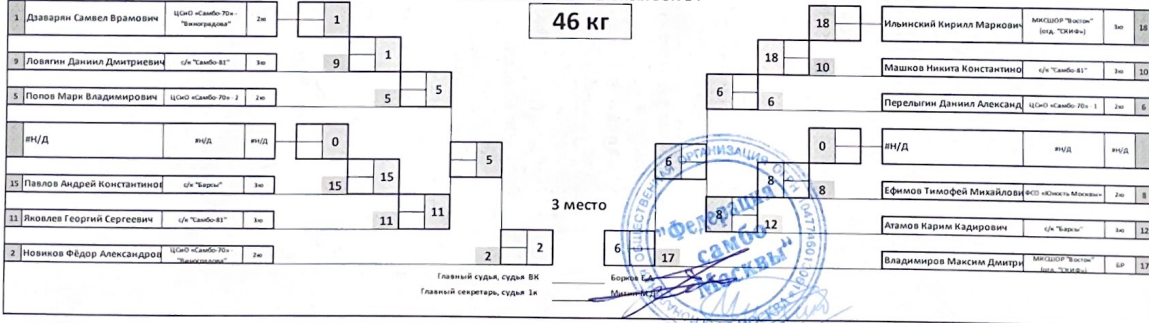 46 кг
1 Дзаварян Самвел Врамович ЦСиО «Самбо-70» - "Виноградова" 2ю
1
9 Ловягин Даниил Дмитриевич с/к "Самбо-81" 3ю
9
1
5 Попов Марк Владимирович ЦСиО «Самбо-70» - 2 2ю
5
5
#Н/Д #Н/Д #Н/Д
0
5
15 Павлов Андрей Константинов с/к "Барсы" 3ю
15
15
11 Яковлев Георгий Сергеевич с/к "Самбо-81" 3ю
11
11
2 Новиков Фёдор Александров ЦСиО «Самбо-70» - "Виноградова" 2ю
2
2
3 место
18
Ильинский Кирилл Маркович МКСШОР "Восток" (отд. "СКИФ») 3ю 18
18
10
Машков Никита Константино с/к "Самбо-81" 3ю 10
6
6
Перелыгин Даниил Александ ЦСиО «Самбо-70» - 1 2ю 6
0
#Н/Д #Н/Д #Н/Д
6
8
8
Ефимов Тимофей Михайлови ФСО «Юность Москвы» 2ю 8
8
12
Атамов Карим Кадирович с/к "Барсы" 3ю 12
6
17
Владимиров Максим Дмитри МКСШОР "Восток" (отд. "СКИФ») БР 17
Главный судья, судья ВК
Главный секретарь, судья 1к
"Федерация
самбо
Москвы"